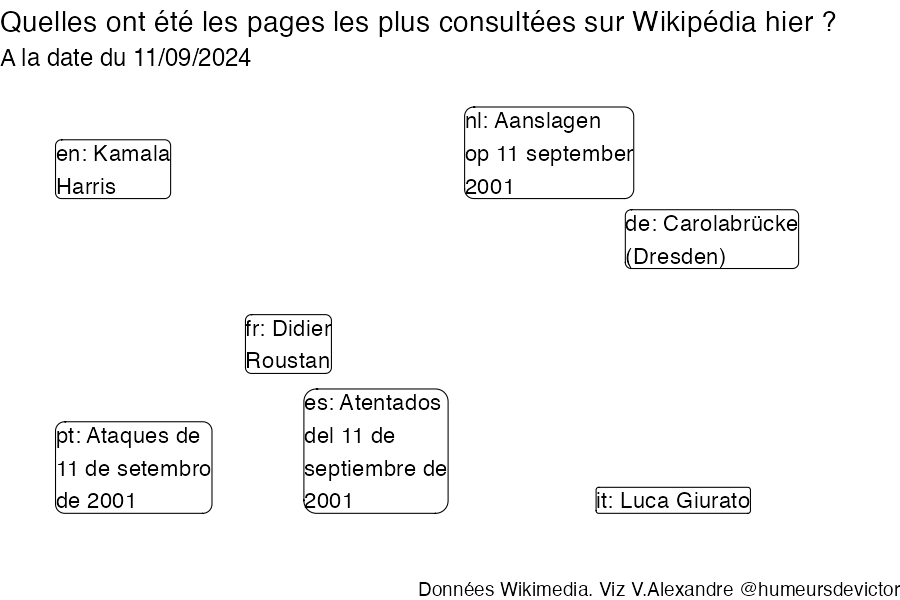 Quelles ont été les pages les plus consultées sur Wikipédia hier ?
A la date du 11/09/2024
en: Kamala
Harris
nl: Aanslagen
op 11 september
2001
de: Carolabrücke
(Dresden)
fr: Didier
Roustan
es: Atentados
del 11 de
septiembre de
2001
pt: Ataques de
11 de setembro
de 2001
it: Luca Giurato
Données Wikimedia. Viz V.Alexandre @humeursdevictor